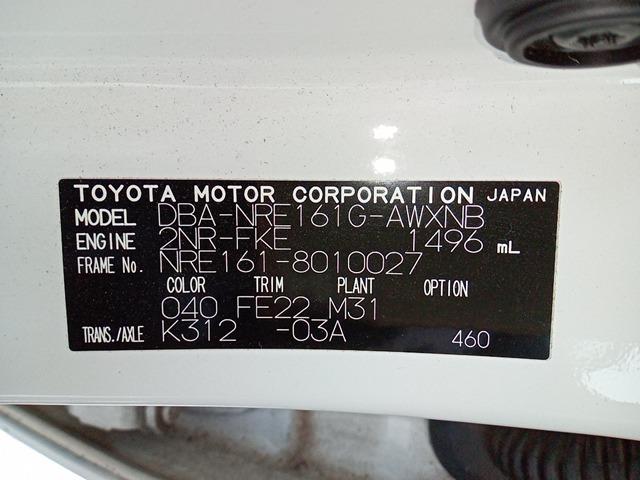 TOYOTA MOTOR CORPORATION JAPAN
MODEL DBA-NRE161G-AWXNB
ENGINE 2NR-FKE 1496 mL
FRAME No. NRE161-8010027
COLOR TRIM PLANT OPTION
040 FE22 M31
TRANS./AXLE K312 -03A 460